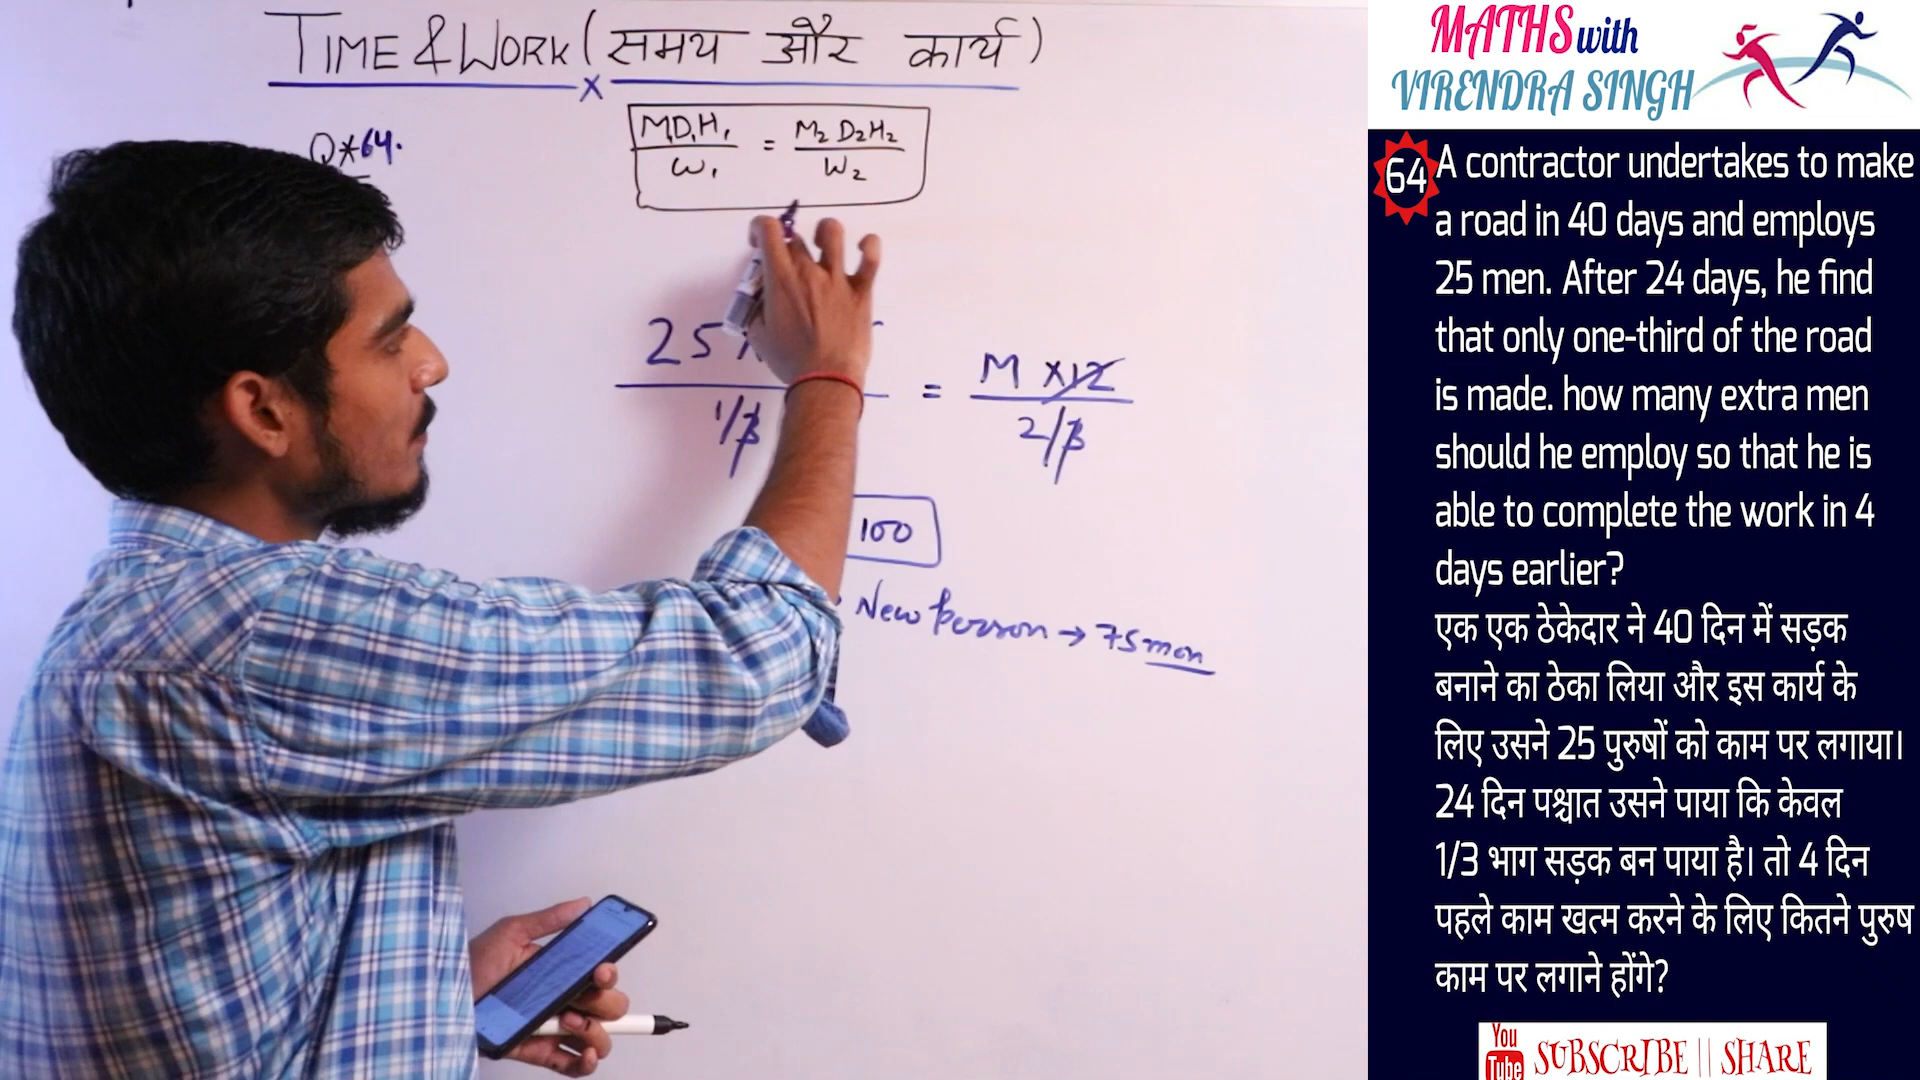 TIME & WORK (समय और कार्य)
x
Q*64.
M1D1H1 = M2 D2H2
W1 W2
25 = M x12
1/3 2/3
100
New person → 75 men
MATHS with
VIRENDRA SINGH
64 A contractor undertakes to make
a road in 40 days and employs
25 men. After 24 days, he find
that only one-third of the road
is made. how many extra men
should he employ so that he is
able to complete the work in 4
days earlier?
एक एक ठेकेदार ने 40 दिन में सड़क
बनाने का ठेका लिया और इस कार्य के
लिए उसने 25 पुरुषों को काम पर लगाया।
24 दिन पश्चात उसने पाया कि केवल
1/3 भाग सड़क बन पाया है। तो 4 दिन
पहले काम खत्म करने के लिए कितने पुरुष
काम पर लगाने होंगे?
You
Tube SUBSCRIBE || SHARE